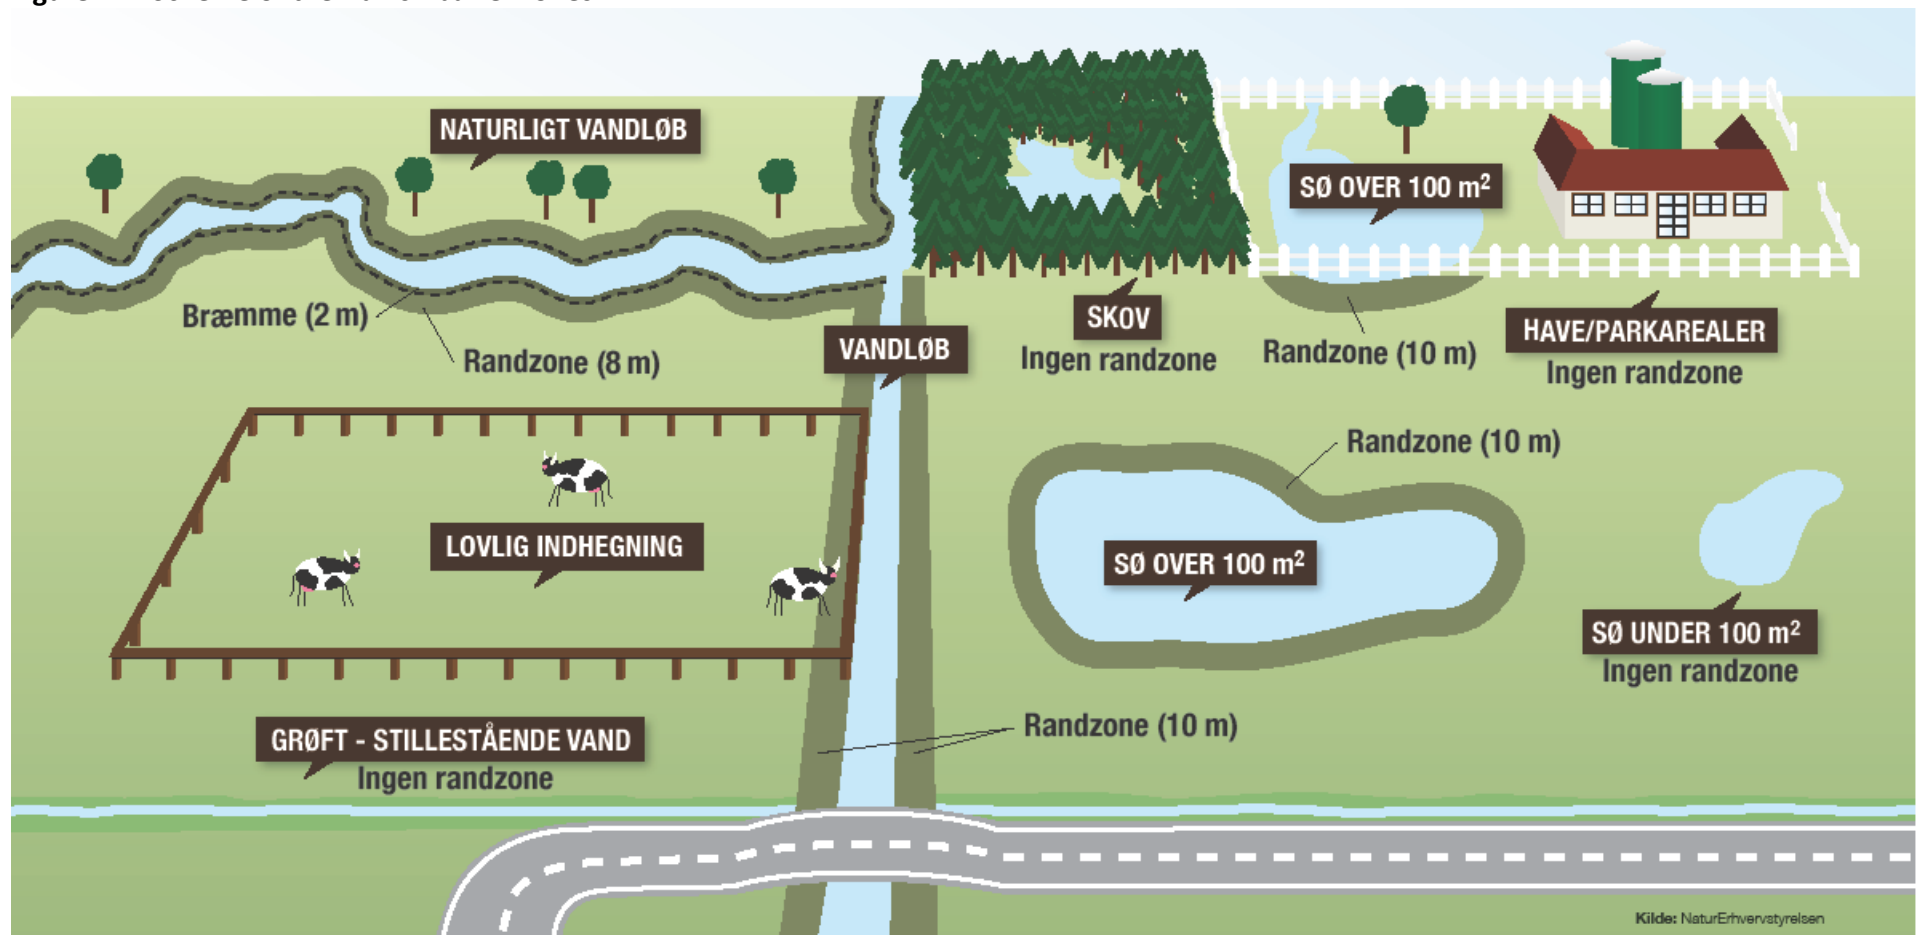 NATURLIGT VANDLØB
SØ OVER 100 m²
Bræmme (2 m)
Randzone (8 m)
VANDLØB
SKOV
Ingen randzone
Randzone (10 m)
HAVE/PARKAREALER
Ingen randzone
Randzone (10 m)
LOVLIG INDHEGNING
SØ OVER 100 m²
SØ UNDER 100 m²
Ingen randzone
GRØFT - STILLESTÅENDE VAND
Ingen randzone
Randzone (10 m)
Kilde: NaturErhvervstyrelsen